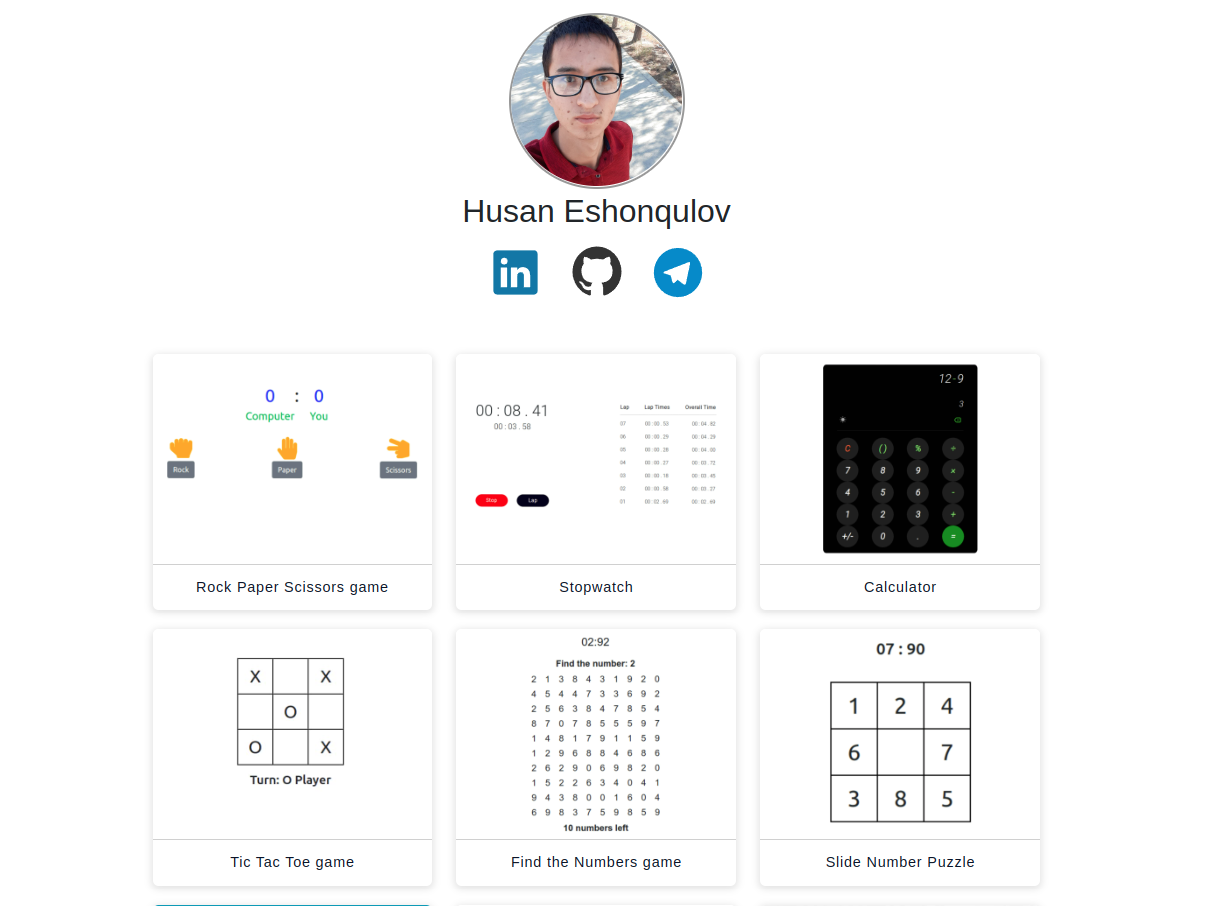 Husan Eshonqulov
in
0 : 0
Computer You
Rock
Paper
Scissors
Rock Paper Scissors game
00 : 08 . 41
00 : 03 . 58
Stop
Lap
Lap Lap Times Overall Time
07 00 : 00 . 53 00 : 04 . 82
06 00 : 00 . 29 00 : 04 . 29
05 00 : 00 . 28 00 : 04 . 00
04 00 : 00 . 27 00 : 03 . 72
03 00 : 00 . 18 00 : 03 . 45
02 00 : 00 . 58 00 : 03 . 27
01 00 : 02 . 69 00 : 02 . 69
Stopwatch
12-9
3
C ( ) % ÷
7 8 9 ×
4 5 6 -
1 2 3 +
+/- 0 . =
Calculator
X X
O
O X
Turn: O Player
Tic Tac Toe game
02:92
Find the number: 2
2 1 3 8 4 3 1 9 2 0
4 5 4 4 7 3 3 6 9 2
2 5 6 3 8 4 7 8 5 4
8 7 0 7 8 5 5 5 9 7
1 4 8 1 7 9 1 1 5 9
1 2 9 6 8 8 4 6 8 6
2 6 2 9 0 6 9 8 2 0
1 5 2 2 6 3 4 0 4 1
9 4 3 8 0 0 1 6 0 4
6 9 8 3 7 5 9 8 5 9
10 numbers left
Find the Numbers game
07 : 90
1 2 4
6 7
3 8 5
Slide Number Puzzle